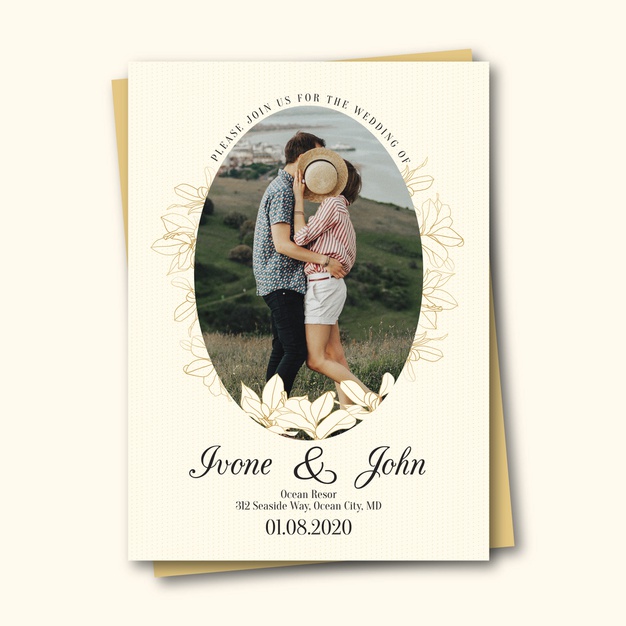 PLEASE JOIN US FOR THE WEDDING OF
Ivone & John
Ocean Resor
312 Seaside Way, Ocean City, MD
01.08.2020